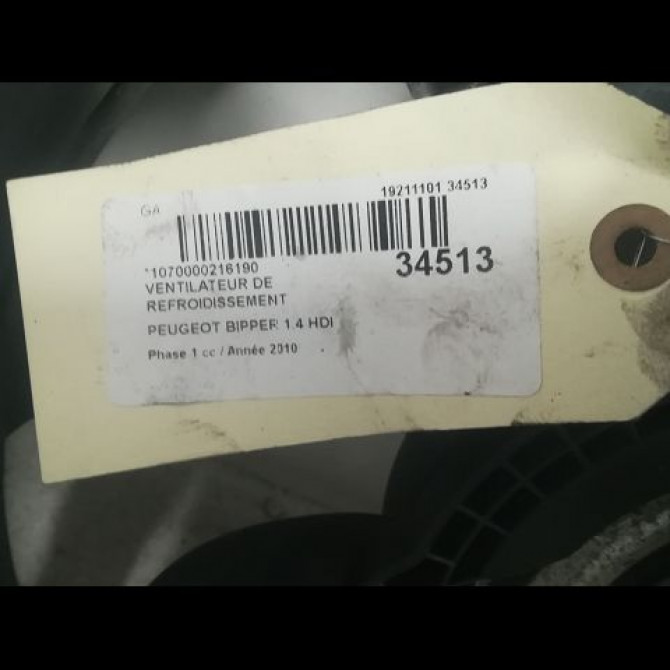 19211101 34513
GA
*1070000216190
34513
VENTILATEUR DE
REFROIDISSEMENT
PEUGEOT BIPPER 1.4 HDI
Phase 1 cc / Année 2010